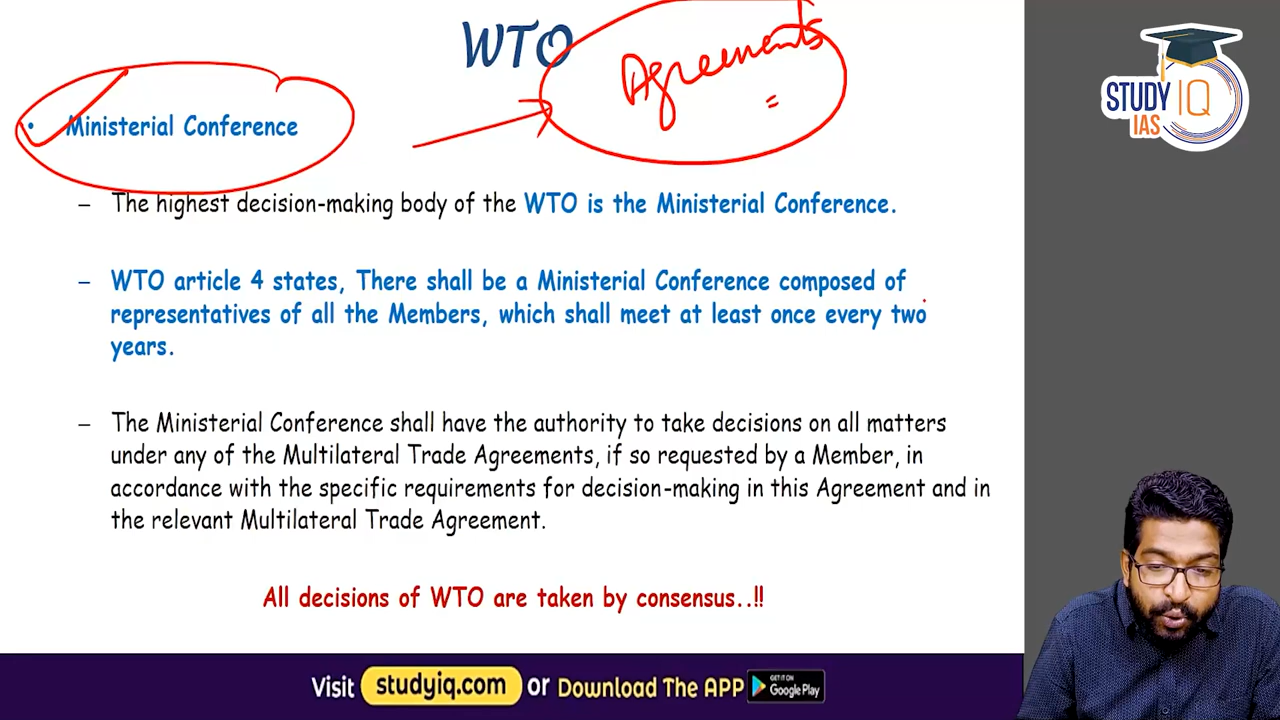 WTO
Agreements
STUDY IQ
IAS
• Ministerial Conference
– The highest decision-making body of the WTO is the Ministerial Conference.
– WTO article 4 states, There shall be a Ministerial Conference composed of
representatives of all the Members, which shall meet at least once every two
years.
– The Ministerial Conference shall have the authority to take decisions on all matters
under any of the Multilateral Trade Agreements, if so requested by a Member, in
accordance with the specific requirements for decision-making in this Agreement and in
the relevant Multilateral Trade Agreement.
All decisions of WTO are taken by consensus..!!
Visit studyiq.com or Download The APP GET IT ON Google Play